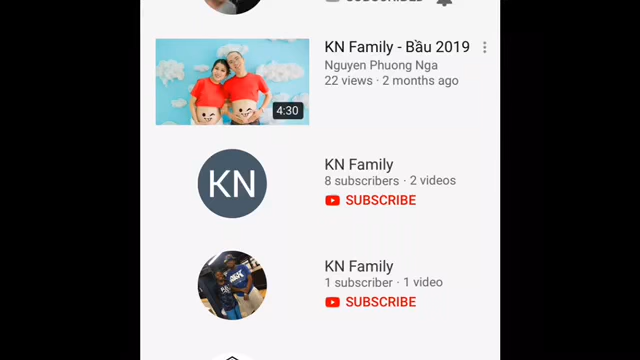 SUBSCRIBED
KN Family - Bầu 2019
Nguyen Phuong Nga
22 views · 2 months ago
4:30
KN
KN Family
8 subscribers · 2 videos
SUBSCRIBE
KN Family
1 subscriber · 1 video
SUBSCRIBE